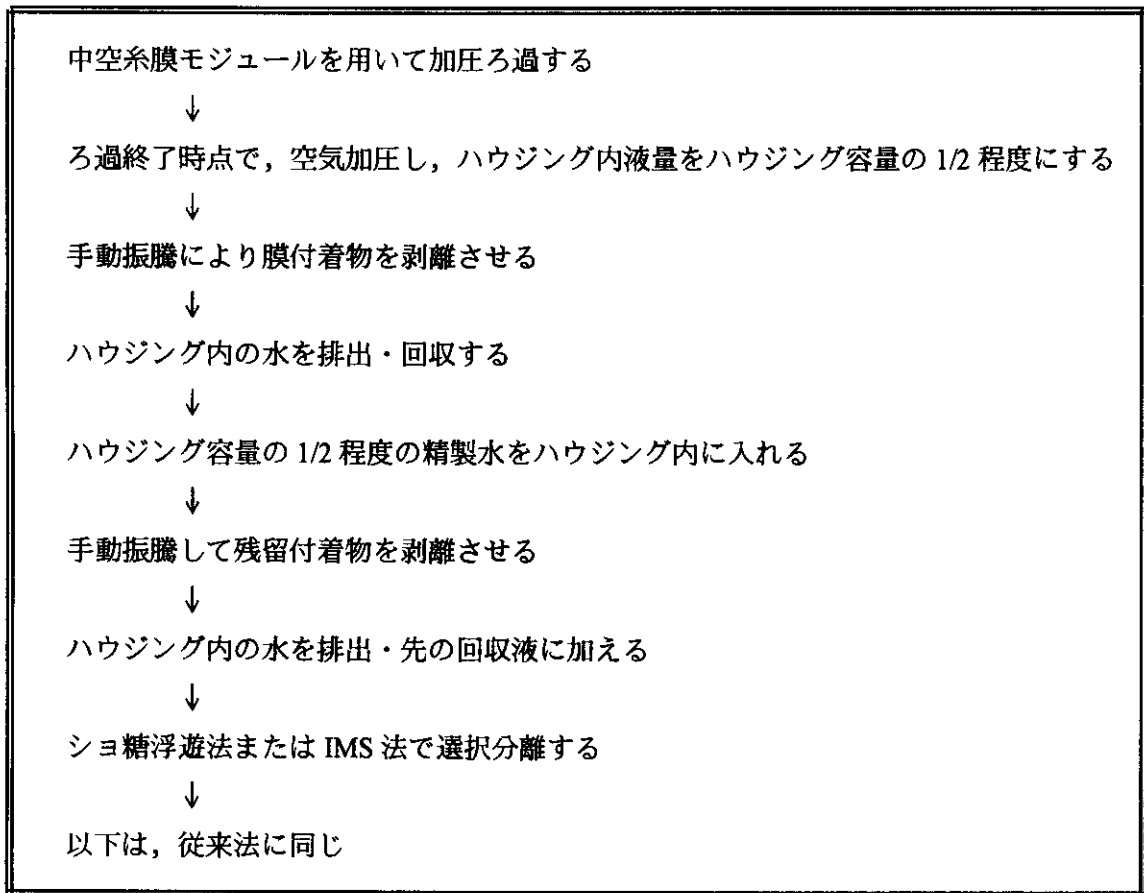 中空糸膜モジュールを用いて加圧ろ過する
↓
ろ過終了時点で，空気加圧し，ハウジング内液量をハウジング容量の 1/2 程度にする
↓
手動振騰により膜付着物を剥離させる
↓
ハウジング内の水を排出・回収する
↓
ハウジング容量の 1/2 程度の精製水をハウジング内に入れる
↓
手動振騰して残留付着物を剥離させる
↓
ハウジング内の水を排出・先の回収液に加える
↓
ショ糖浮遊法または IMS 法で選択分離する
↓
以下は，従来法に同じ